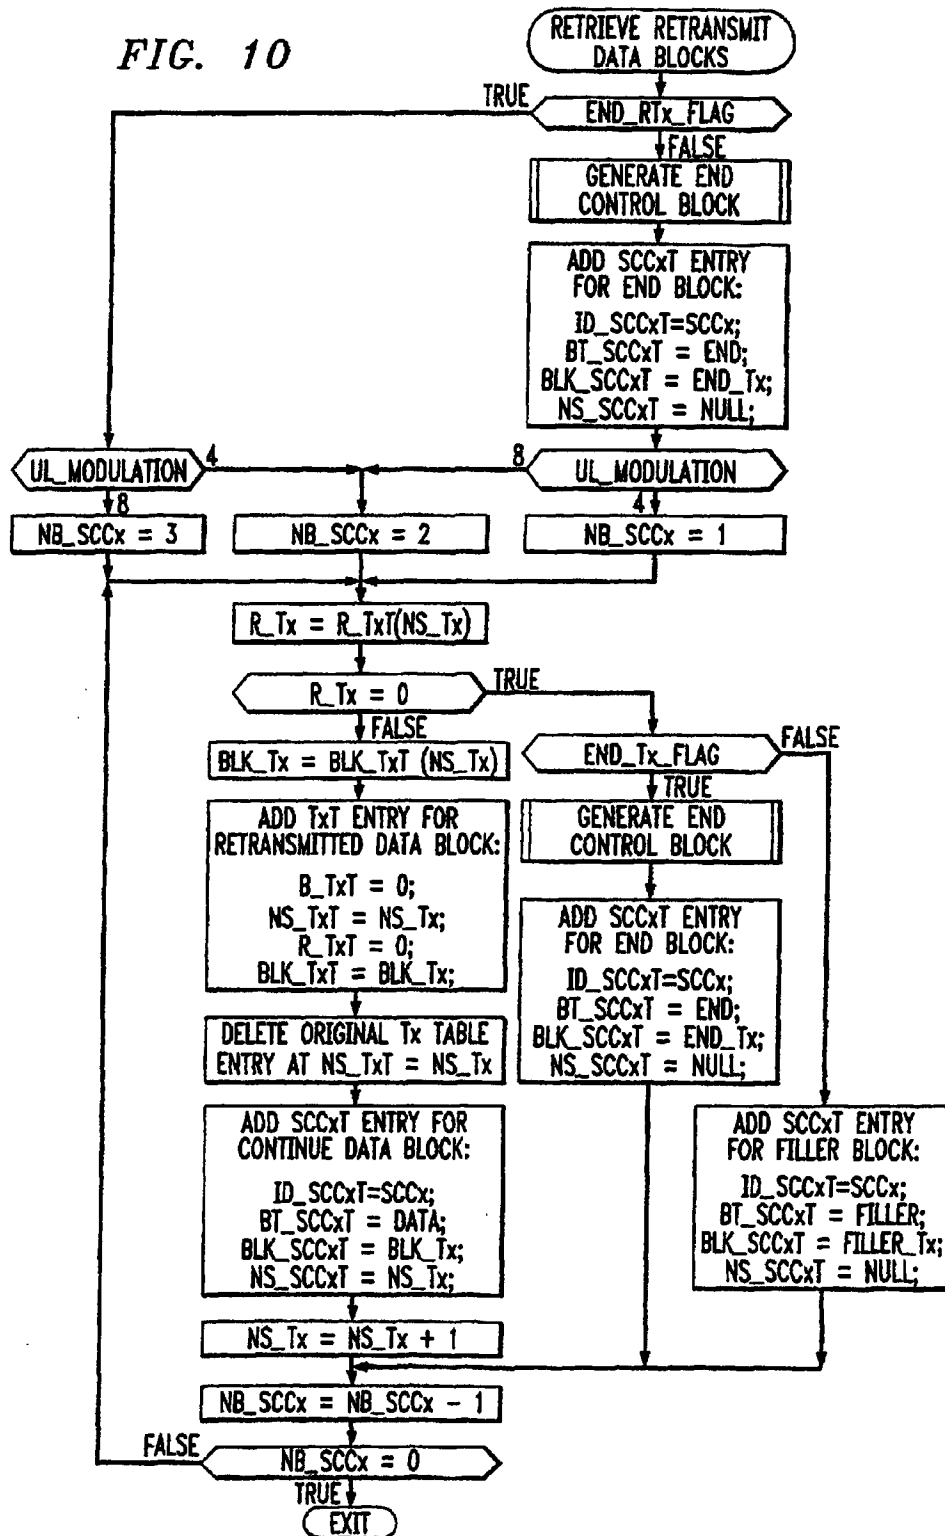 FIG. 10
RETRIEVE RETRANSMIT
DATA BLOCKS
TRUE
END_RTx_FLAG
FALSE
GENERATE END
CONTROL BLOCK
ADD SCCxT ENTRY
FOR END BLOCK:
ID_SCCxT=SCCx;
BT_SCCxT = END;
BLK_SCCxT = END_Tx;
NS_SCCxT = NULL;
UL_MODULATION
4
8
UL_MODULATION
8
4
NB_SCCx = 3
NB_SCCx = 2
NB_SCCx = 1
R_Tx = R_TxT(NS_Tx)
R_Tx = 0
TRUE
FALSE
BLK_Tx = BLK_TxT (NS_Tx)
END_Tx_FLAG
FALSE
TRUE
ADD TxT ENTRY FOR
RETRANSMITTED DATA BLOCK:
B_TxT = 0;
NS_TxT = NS_Tx;
R_TxT = 0;
BLK_TxT = BLK_Tx;
GENERATE END
CONTROL BLOCK
ADD SCCxT ENTRY
FOR END BLOCK:
ID_SCCxT=SCCx;
BT_SCCxT = END;
BLK_SCCxT = END_Tx;
NS_SCCxT = NULL;
DELETE ORIGINAL Tx TABLE
ENTRY AT NS_TxT = NS_Tx
ADD SCCxT ENTRY FOR
CONTINUE DATA BLOCK:
ID_SCCxT=SCCx;
BT_SCCxT = DATA;
BLK_SCCxT = BLK_Tx;
NS_SCCxT = NS_Tx;
ADD SCCxT ENTRY
FOR FILLER BLOCK:
ID_SCCxT=SCCx;
BT_SCCxT = FILLER;
BLK_SCCxT = FILLER_Tx;
NS_SCCxT = NULL;
NS_Tx = NS_Tx + 1
NB_SCCx = NB_SCCx - 1
FALSE
NB_SCCx = 0
TRUE
EXIT